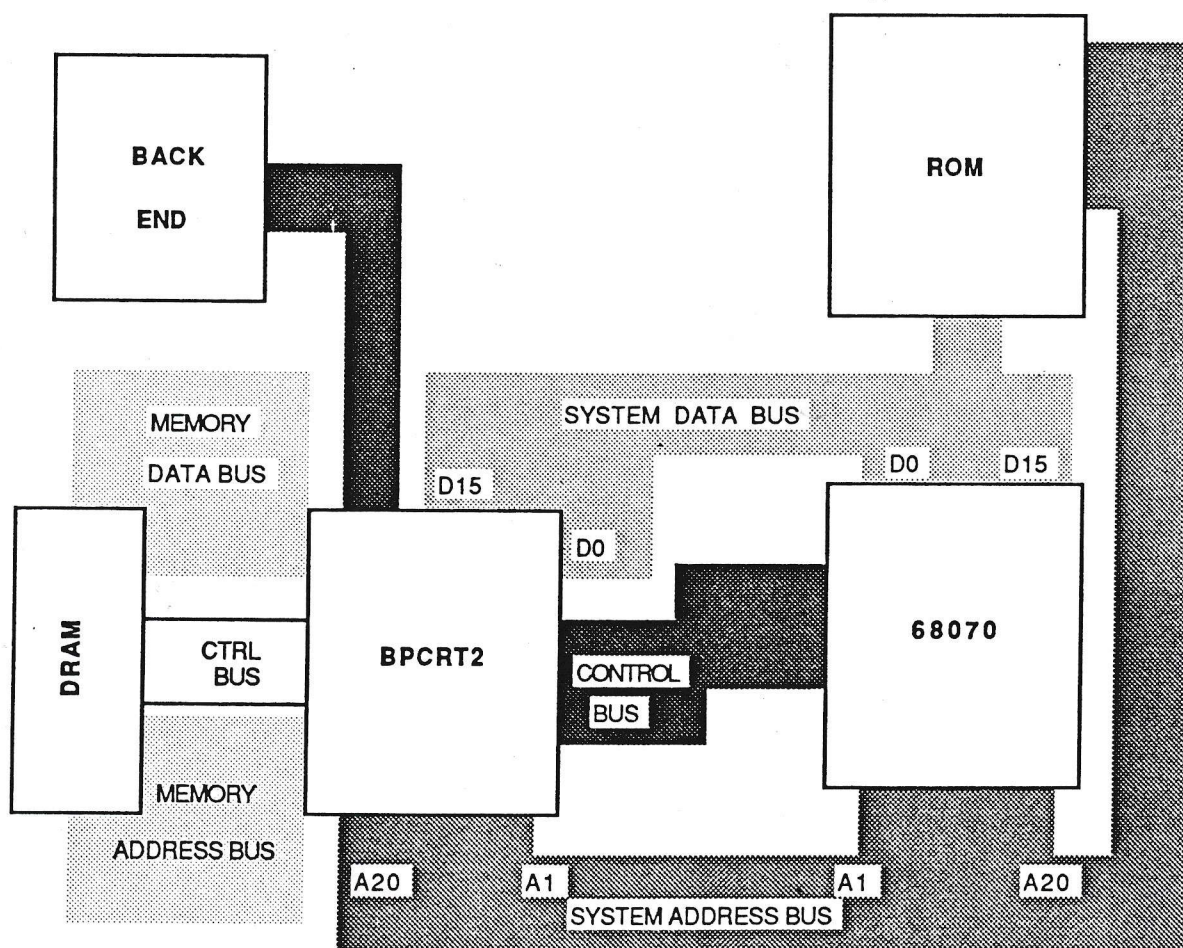 BACK
END
ROM
MEMORY
DATA BUS
SYSTEM DATA BUS
D15
D0
D0
D15
DRAM
CTRL
BUS
BPCRT2
CONTROL
BUS
68070
MEMORY
ADDRESS BUS
A20
A1
A1
A20
SYSTEM ADDRESS BUS